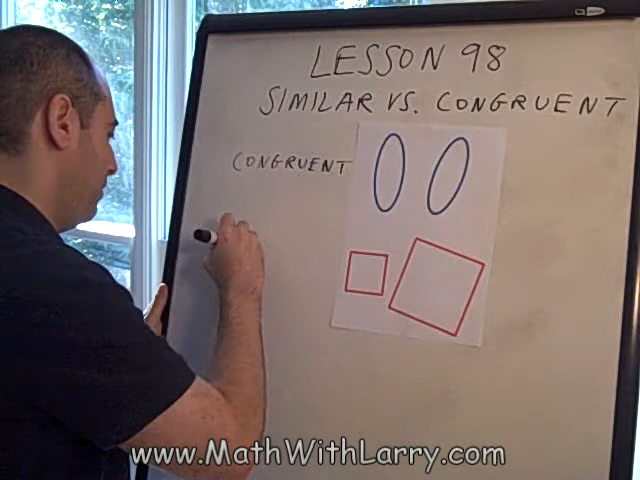 LESSON 98
SIMILAR VS. CONGRUENT
CONGRUENT
www.MathWithLarry.com